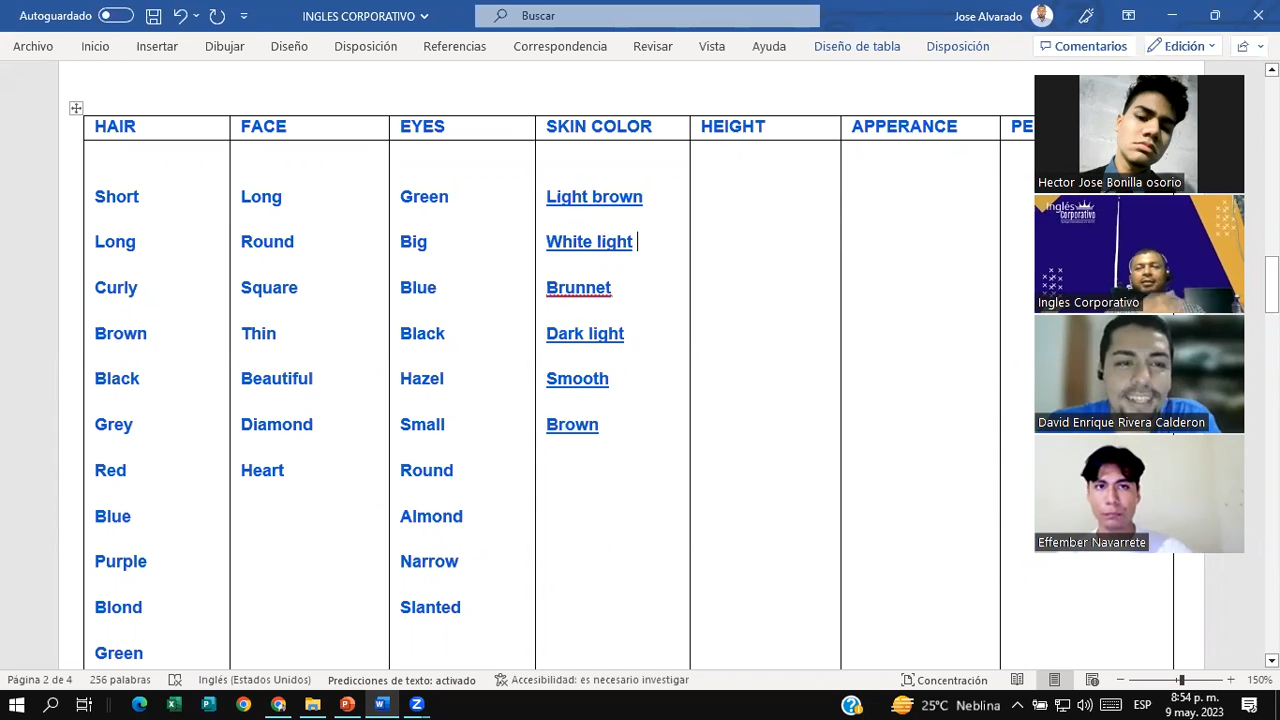 Autoguardado
INGLES CORPORATIVO
Buscar
Jose Alvarado
Archivo Inicio Insertar Dibujar Diseño Disposición Referencias Correspondencia Revisar Vista Ayuda Diseño de tabla Disposición Comentarios Edición
HAIR FACE EYES SKIN COLOR HEIGHT APPERANCE PE
Short Long Green Light brown
Long Round Big White light
Curly Square Blue Brunnet
Brown Thin Black Dark light
Black Beautiful Hazel Smooth
Grey Diamond Small Brown
Red Heart Round
Blue Almond
Purple Narrow
Blond Slanted
Green
Hector Jose Bonilla osorio
Inglés
Corporativo
Ingles Corporativo
David Enrique Rivera Calderon
Effember Navarrete
Página 2 de 4 256 palabras Inglés (Estados Unidos) Predicciones de texto: activado Accesibilidad: es necesario investigar Concentración 150%
25°C Neblina ESP 8:54 p. m.
9 may. 2023